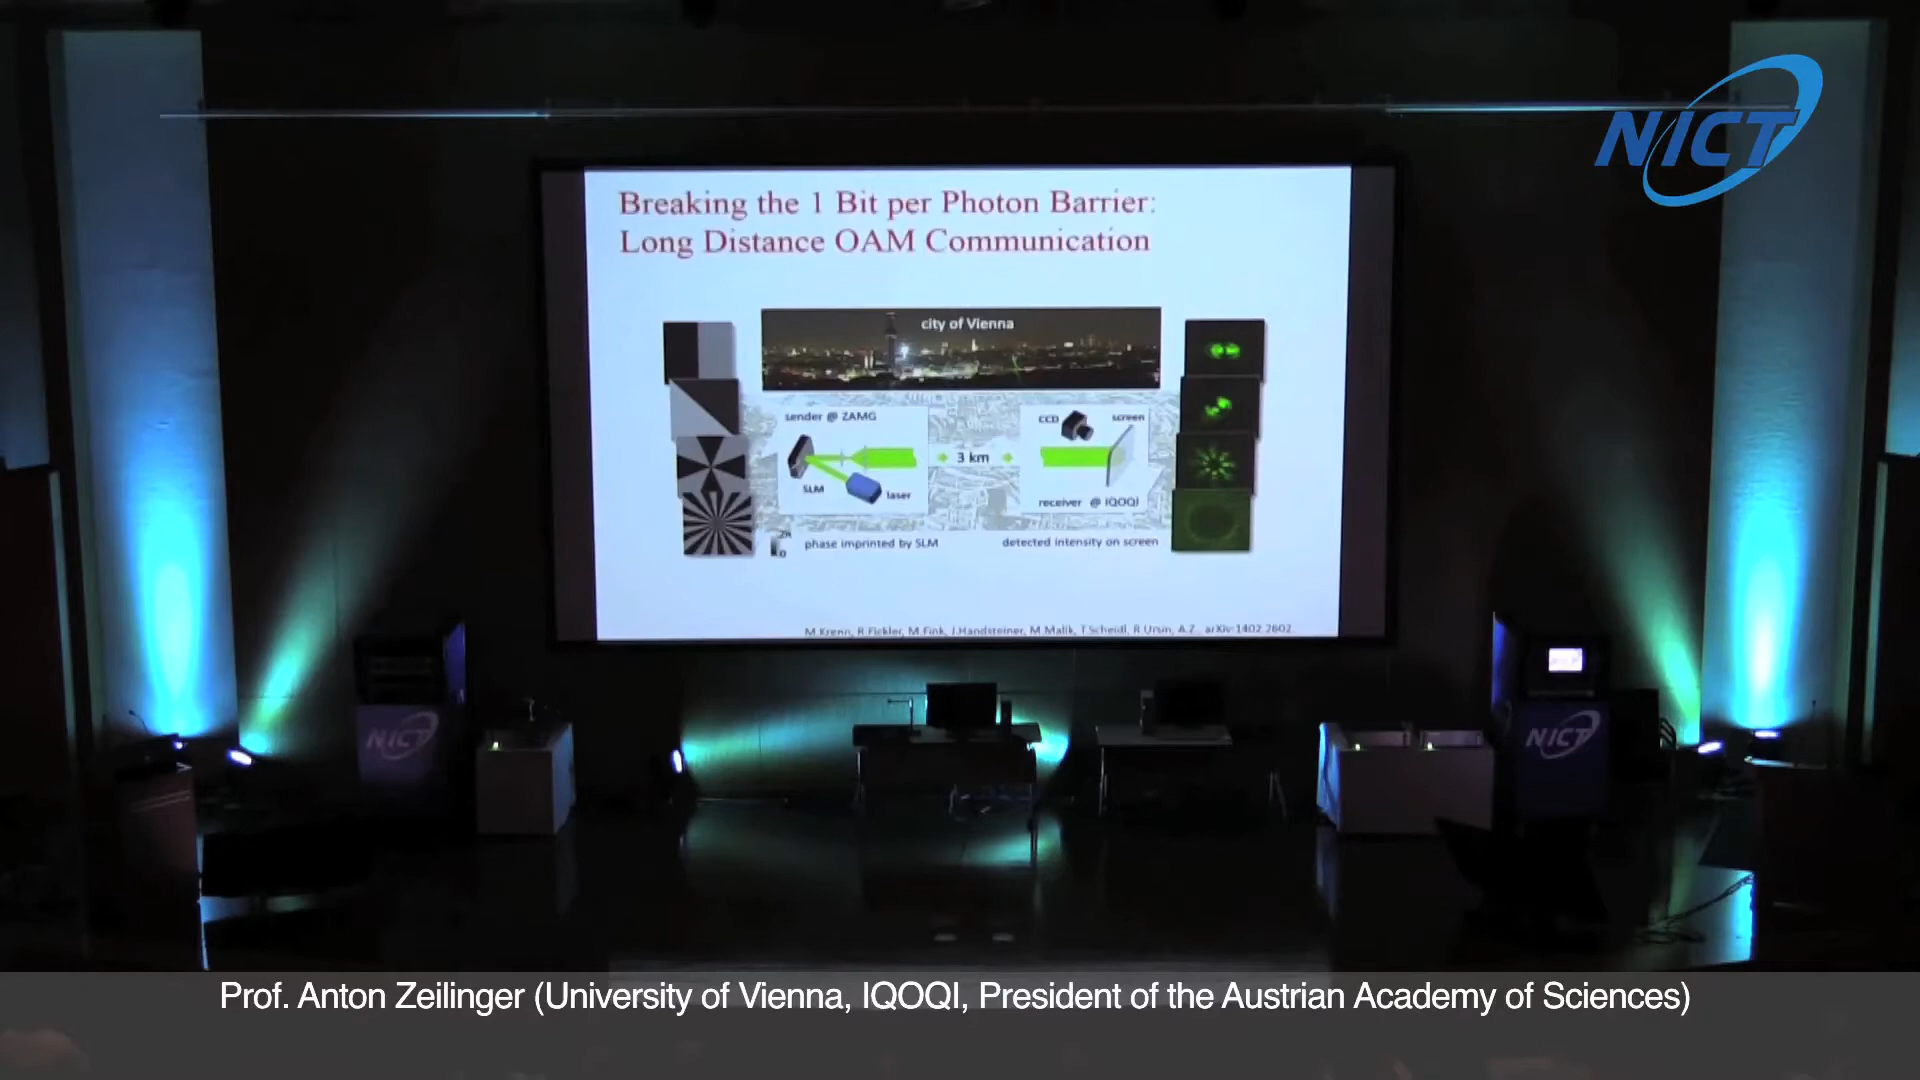 NICT
Breaking the 1 Bit per Photon Barrier:
Long Distance OAM Communication
city of Vienna
sender @ ZAMG
SLM
laser
3 km
CCD
screen
receiver @ IQOQI
0
phase imprinted by SLM
detected intensity on screen
M.Krenn, R.Fickler, M.Fink, J.Handsteiner, M.Malik, T.Scheidl, R.Ursin, A.Z., arXiv:1402.2602
NICT
NICT
Prof. Anton Zeilinger (University of Vienna, IQOQI, President of the Austrian Academy of Sciences)